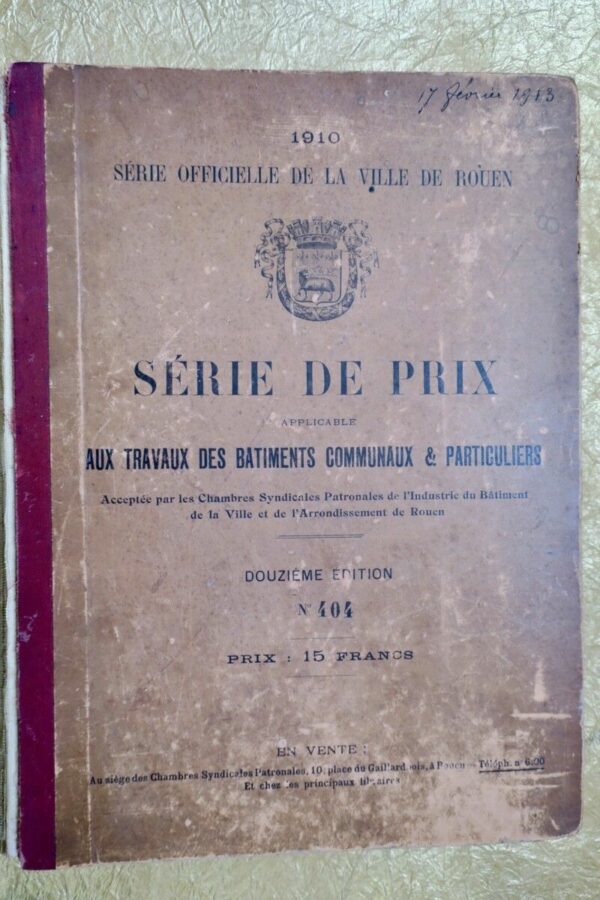 17 février 1913
1910
SÉRIE OFFICIELLE DE LA VILLE DE ROUEN
SÉRIE DE PRIX
APPLICABLE
AUX TRAVAUX DES BATIMENTS COMMUNAUX & PARTICULIERS
Acceptée par les Chambres Syndicales Patronales de l'Industrie du Bâtiment
de la Ville et de l'Arrondissement de Rouen
DOUZIÈME ÉDITION
N° 404
PRIX : 15 FRANCS
EN VENTE :
Au siège des Chambres Syndicales Patronales, 10, place du Gaillardbois, à Rouen - Téléph. n° 6.00
Et chez les principaux libraires